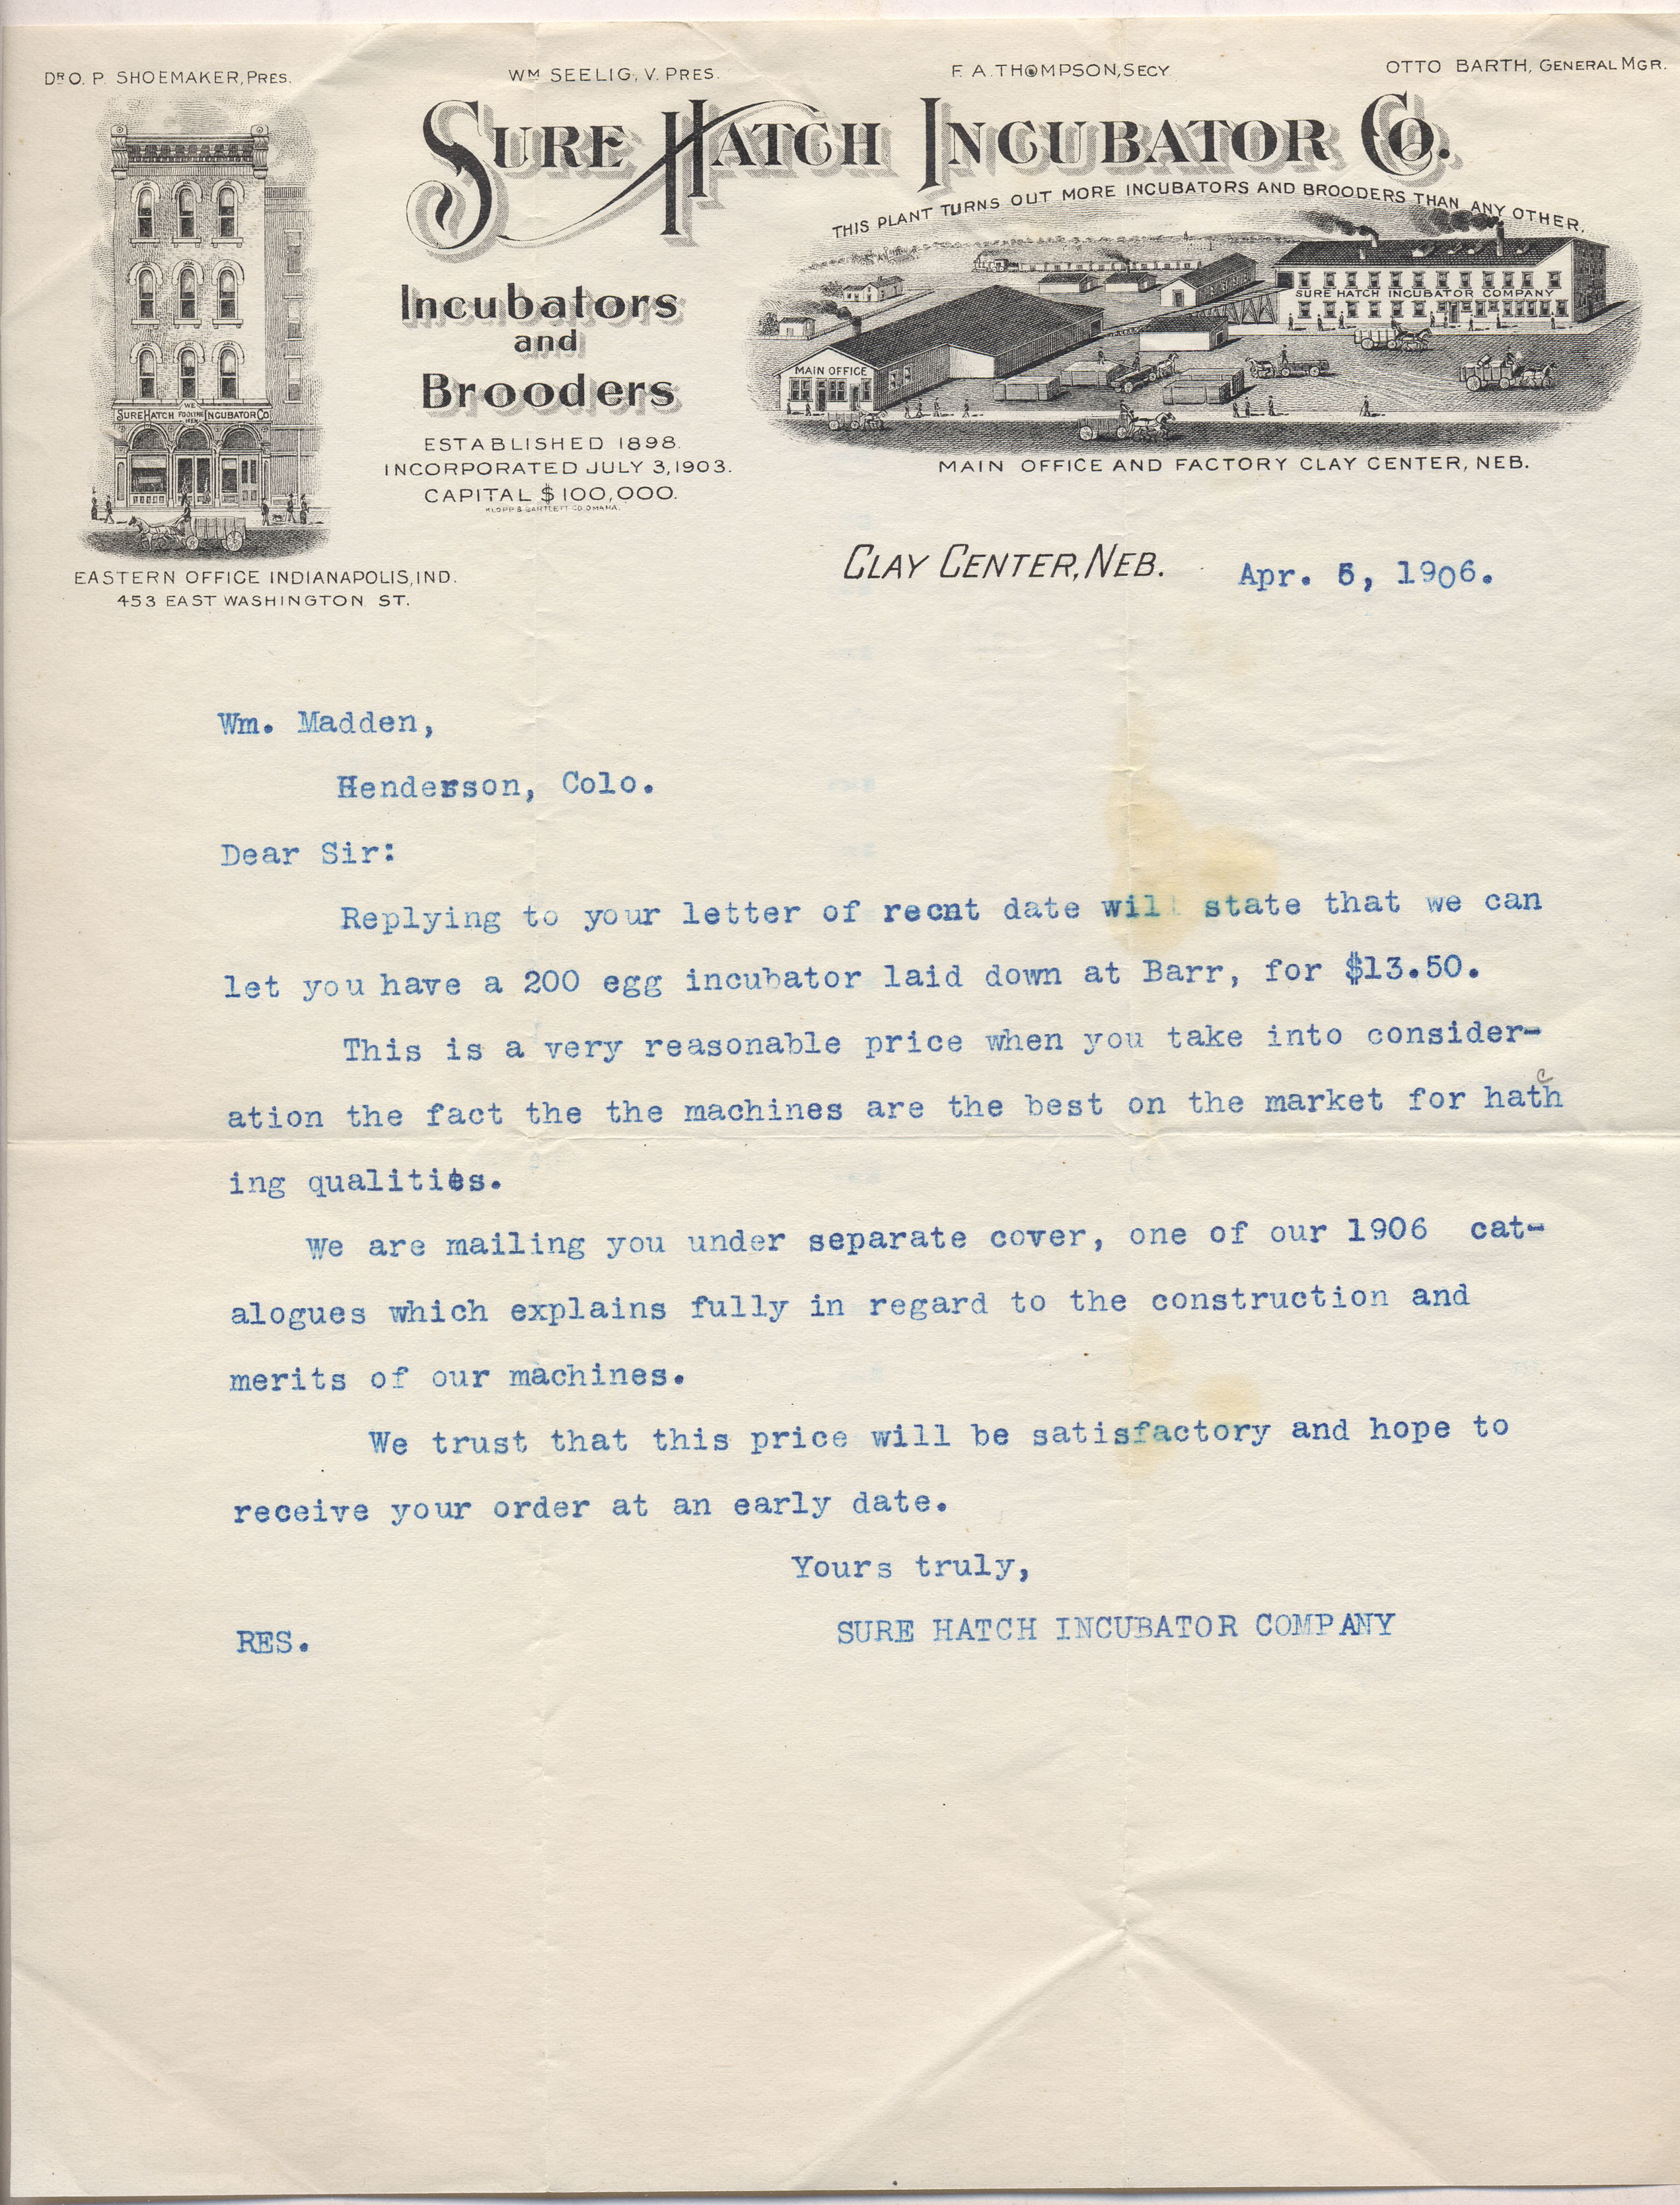 DR O. P. SHOEMAKER, PRES.
WM SEELIG, V. PRES.
F. A. THOMPSON, SECY
OTTO BARTH, GENERAL MGR.
SURE HATCH INCUBATOR CO.
THIS PLANT TURNS OUT MORE INCUBATORS AND BROODERS THAN ANY OTHER.
Incubators
and
Brooders
ESTABLISHED 1898.
INCORPORATED JULY 3, 1903.
CAPITAL $100,000.
KLOPP & BARTLETT CO. OMAHA.
WE
SURE HATCH INCUBATOR CO
SURE HATCH INCUBATOR COMPANY
MAIN OFFICE
MAIN OFFICE AND FACTORY CLAY CENTER, NEB.
EASTERN OFFICE INDIANAPOLIS, IND.
453 EAST WASHINGTON ST.
CLAY CENTER, NEB. Apr. 5, 1906.
Wm. Madden,
Henderson, Colo.
Dear Sir:
Replying to your letter of recnt date will state that we can
let you have a 200 egg incubator laid down at Barr, for $13.50.
This is a very reasonable price when you take into consider-
ation the fact the the machines are the best on the market for hatch
ing qualities.
We are mailing you under separate cover, one of our 1906 cat-
alogues which explains fully in regard to the construction and
merits of our machines.
We trust that this price will be satisfactory and hope to
receive your order at an early date.
Yours truly,
RES. SURE HATCH INCUBATOR COMPANY